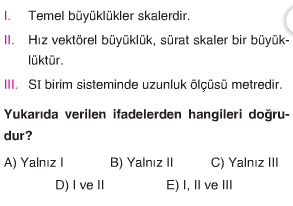 I. Temel büyüklükler skalerdir.
II. Hız vektörel büyüklük, sürat skaler bir büyük-
lüktür.
III. SI birim sisteminde uzunluk ölçüsü metredir.
Yukarıda verilen ifadelerden hangileri doğru-
dur?
A) Yalnız I B) Yalnız II C) Yalnız III
D) I ve II E) I, II ve III